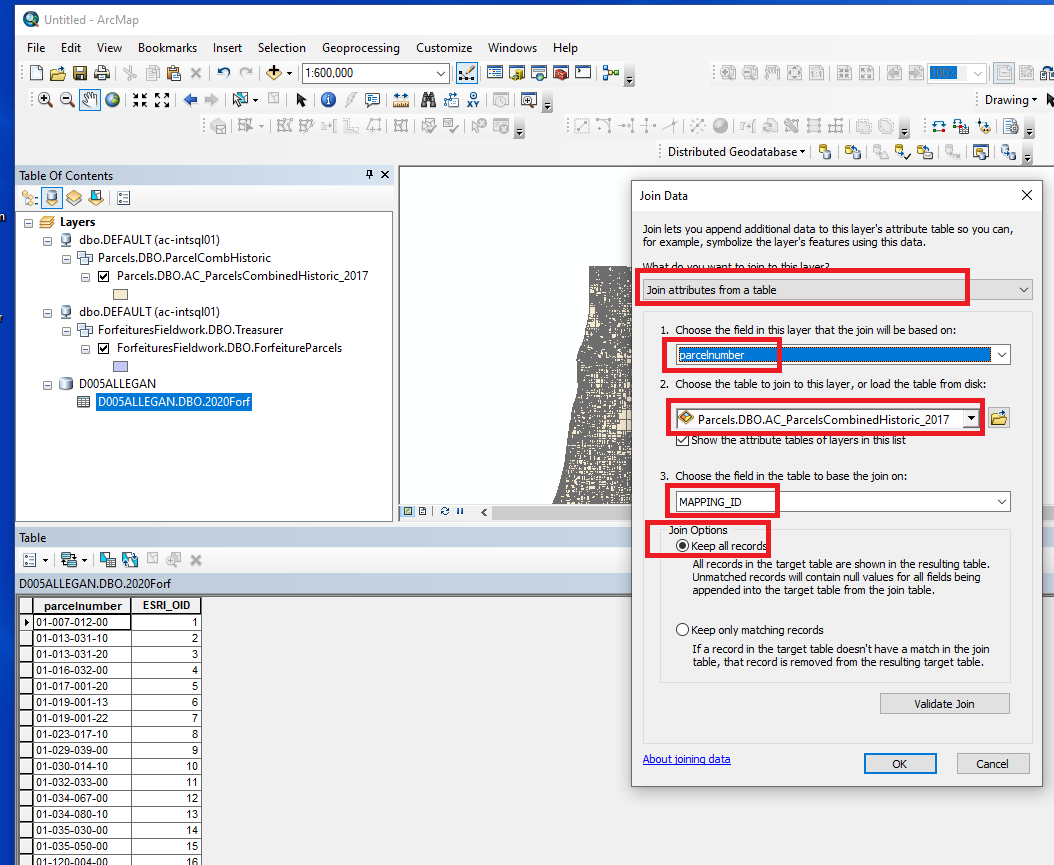 Untitled - ArcMap
File Edit View Bookmarks Insert Selection Geoprocessing Customize Windows Help
1:600,000
100%
Drawing
Distributed Geodatabase
Table Of Contents
Layers
dbo.DEFAULT (ac-intsql01)
Parcels.DBO.ParcelCombHistoric
Parcels.DBO.AC_ParcelsCombinedHistoric_2017
dbo.DEFAULT (ac-intsql01)
ForfeituresFieldwork.DBO.Treasurer
ForfeituresFieldwork.DBO.ForfeitureParcels
D005ALLEGAN
D005ALLEGAN.DBO.2020Forf
Join Data
Join lets you append additional data to this layer's attribute table so you can,
for example, symbolize the layer's features using this data.
What do you want to join to this layer?
Join attributes from a table
1. Choose the field in this layer that the join will be based on:
parcelnumber
2. Choose the table to join to this layer, or load the table from disk:
Parcels.DBO.AC_ParcelsCombinedHistoric_2017
Show the attribute tables of layers in this list
3. Choose the field in the table to base the join on:
MAPPING_ID
Join Options
Keep all records
All records in the target table are shown in the resulting table.
Unmatched records will contain null values for all fields being
appended into the target table from the join table.
Keep only matching records
If a record in the target table doesn't have a match in the join
table, that record is removed from the resulting target table.
Validate Join
About joining data
OK Cancel
Table
D005ALLEGAN.DBO.2020Forf
parcelnumber ESRI_OID
01-007-012-00 1
01-013-031-10 2
01-013-031-20 3
01-016-032-00 4
01-017-001-20 5
01-019-001-13 6
01-019-001-22 7
01-023-017-10 8
01-029-039-00 9
01-030-014-10 10
01-032-033-00 11
01-034-067-00 12
01-034-080-10 13
01-035-030-00 14
01-035-050-00 15
01-120-004-00 16